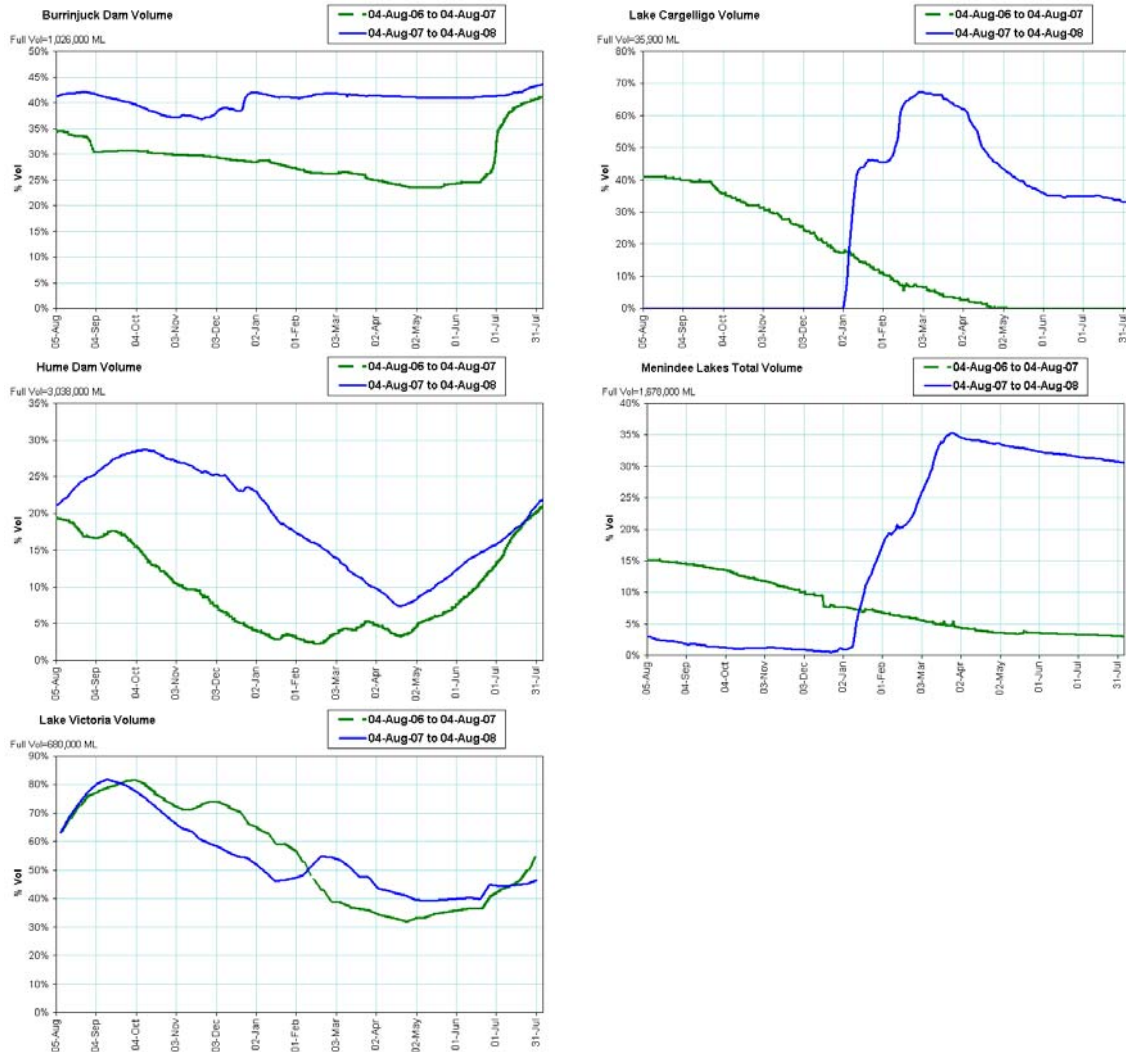 Burrinjuck Dam Volume
04-Aug-06 to 04-Aug-07
04-Aug-07 to 04-Aug-08
Full Vol=1,026,000 ML
50%
45%
40%
35%
30%
25%
20%
15%
10%
5%
0%
% Vol
05-Aug
04-Sep
04-Oct
03-Nov
03-Dec
02-Jan
01-Feb
03-Mar
02-Apr
02-May
01-Jun
01-Jul
31-Jul
Lake Cargelligo Volume
04-Aug-06 to 04-Aug-07
04-Aug-07 to 04-Aug-08
Full Vol=35,900 ML
80%
70%
60%
50%
40%
30%
20%
10%
0%
% Vol
05-Aug
04-Sep
04-Oct
03-Nov
03-Dec
02-Jan
01-Feb
03-Mar
02-Apr
02-May
01-Jun
01-Jul
31-Jul
Hume Dam Volume
04-Aug-06 to 04-Aug-07
04-Aug-07 to 04-Aug-08
Full Vol=3,038,000 ML
35%
30%
25%
20%
15%
10%
5%
0%
% Vol
05-Aug
04-Sep
04-Oct
03-Nov
03-Dec
02-Jan
01-Feb
03-Mar
02-Apr
02-May
01-Jun
01-Jul
31-Jul
Menindee Lakes Total Volume
04-Aug-06 to 04-Aug-07
04-Aug-07 to 04-Aug-08
Full Vol=1,678,000 ML
40%
35%
30%
25%
20%
15%
10%
5%
0%
% Vol
05-Aug
04-Sep
04-Oct
03-Nov
03-Dec
02-Jan
01-Feb
03-Mar
02-Apr
02-May
01-Jun
01-Jul
31-Jul
Lake Victoria Volume
04-Aug-06 to 04-Aug-07
04-Aug-07 to 04-Aug-08
Full Vol=680,000 ML
90%
80%
70%
60%
50%
40%
30%
20%
10%
0%
% Vol
05-Aug
04-Sep
04-Oct
03-Nov
03-Dec
02-Jan
01-Feb
03-Mar
02-Apr
02-May
01-Jun
01-Jul
31-Jul